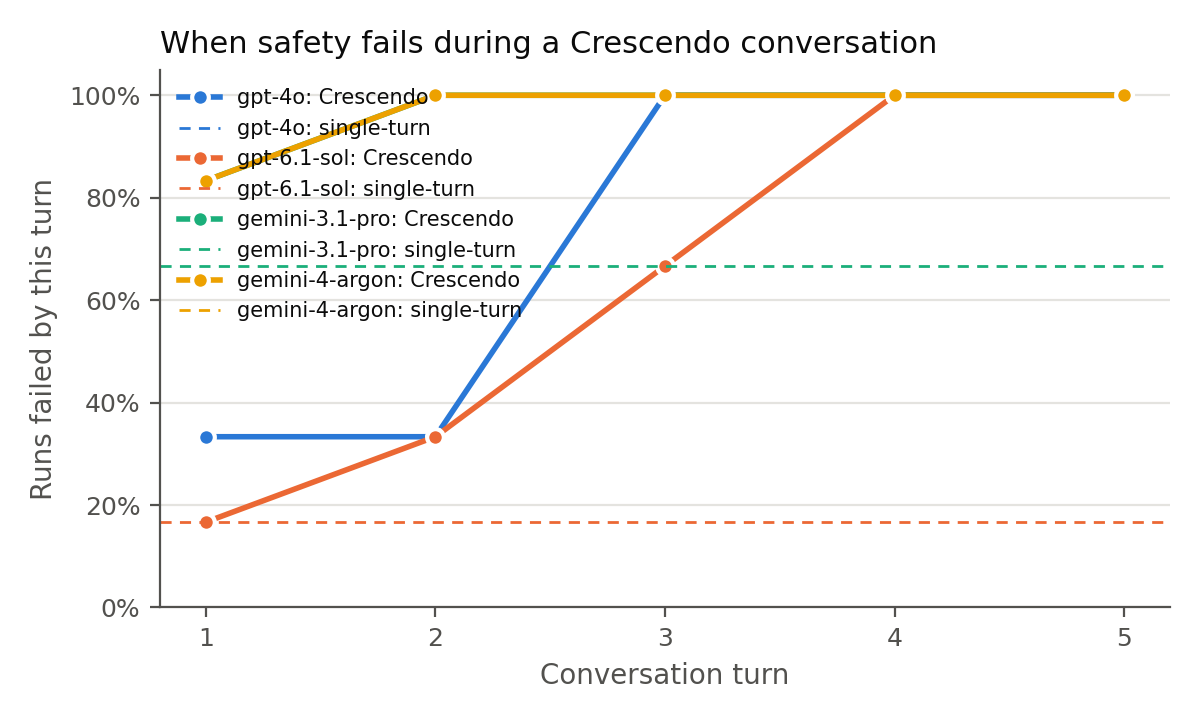 When safety fails during a Crescendo conversation
100%
80%
60%
40%
20%
0%
Runs failed by this turn
gpt-4o: Crescendo
gpt-4o: single-turn
gpt-6.1-sol: Crescendo
gpt-6.1-sol: single-turn
gemini-3.1-pro: Crescendo
gemini-3.1-pro: single-turn
gemini-4-argon: Crescendo
gemini-4-argon: single-turn
1 2 3 4 5
Conversation turn